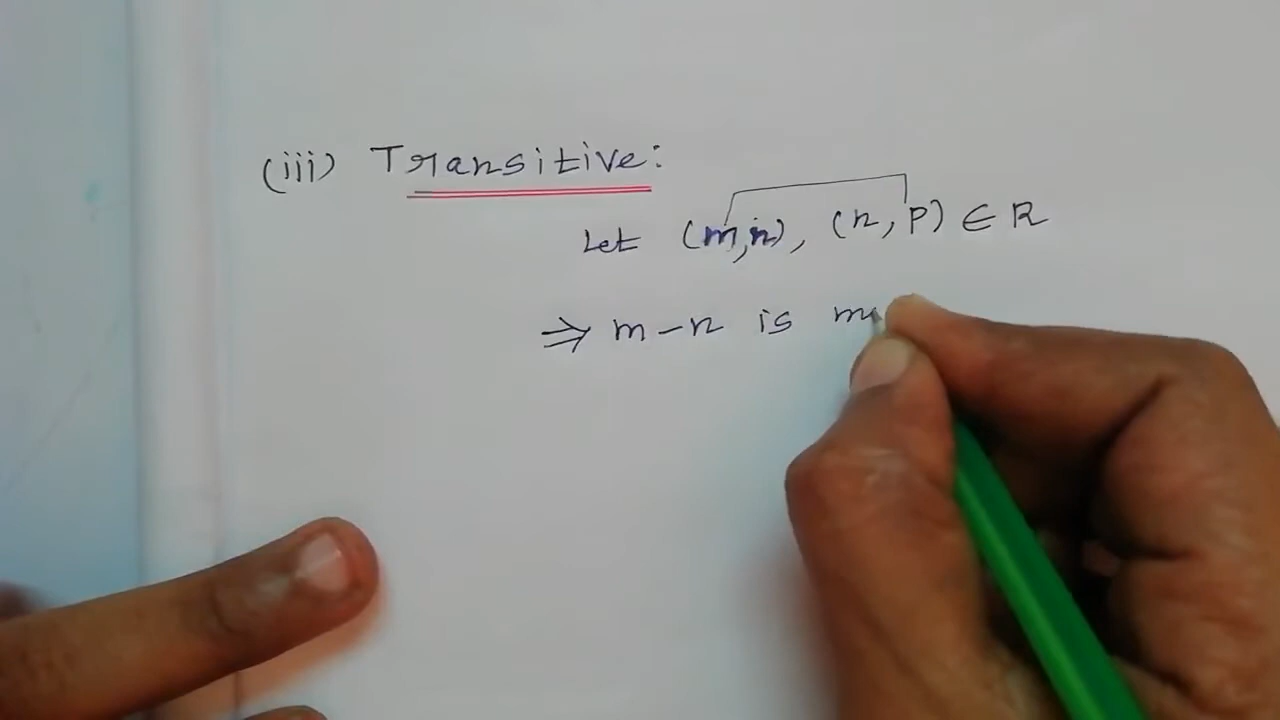 (iii) Transitive:
Let (m,n), (n,p) ∈ R
⇒ m-n is m